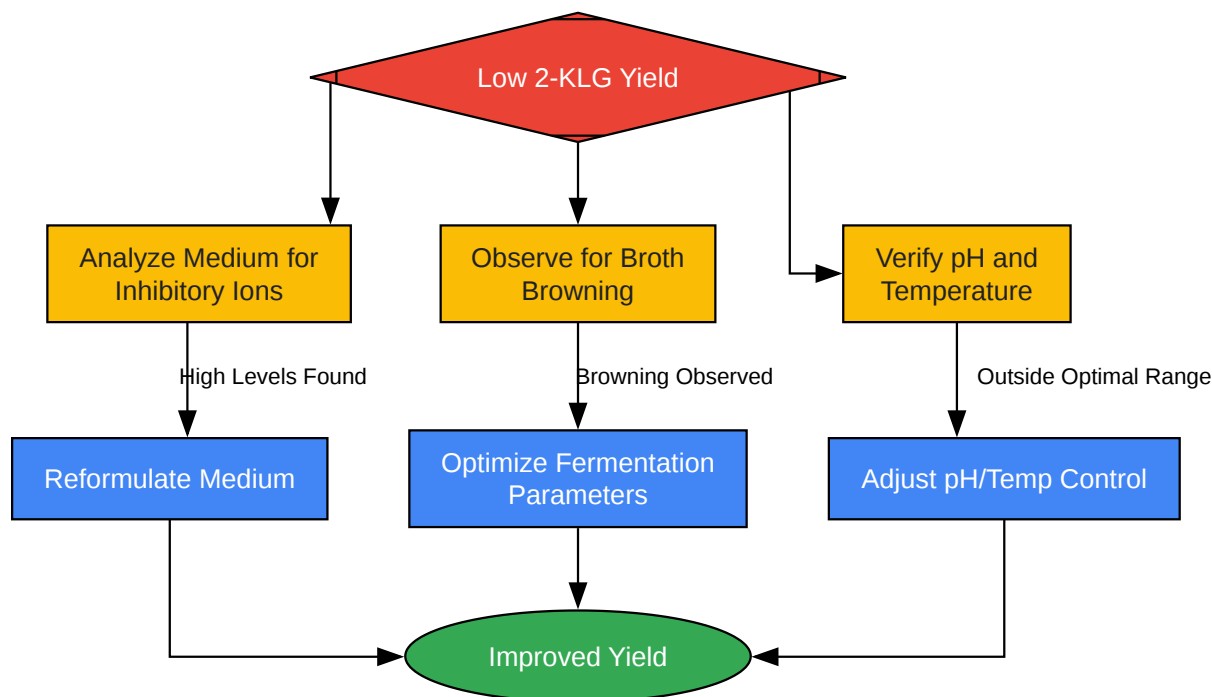 Low 2-KLG Yield
Analyze Medium for
Inhibitory Ions
Observe for Broth
Browning
Verify pH and
Temperature
High Levels Found
Browning Observed
Outside Optimal Range
Reformulate Medium
Optimize Fermentation
Parameters
Adjust pH/Temp Control
Improved Yield